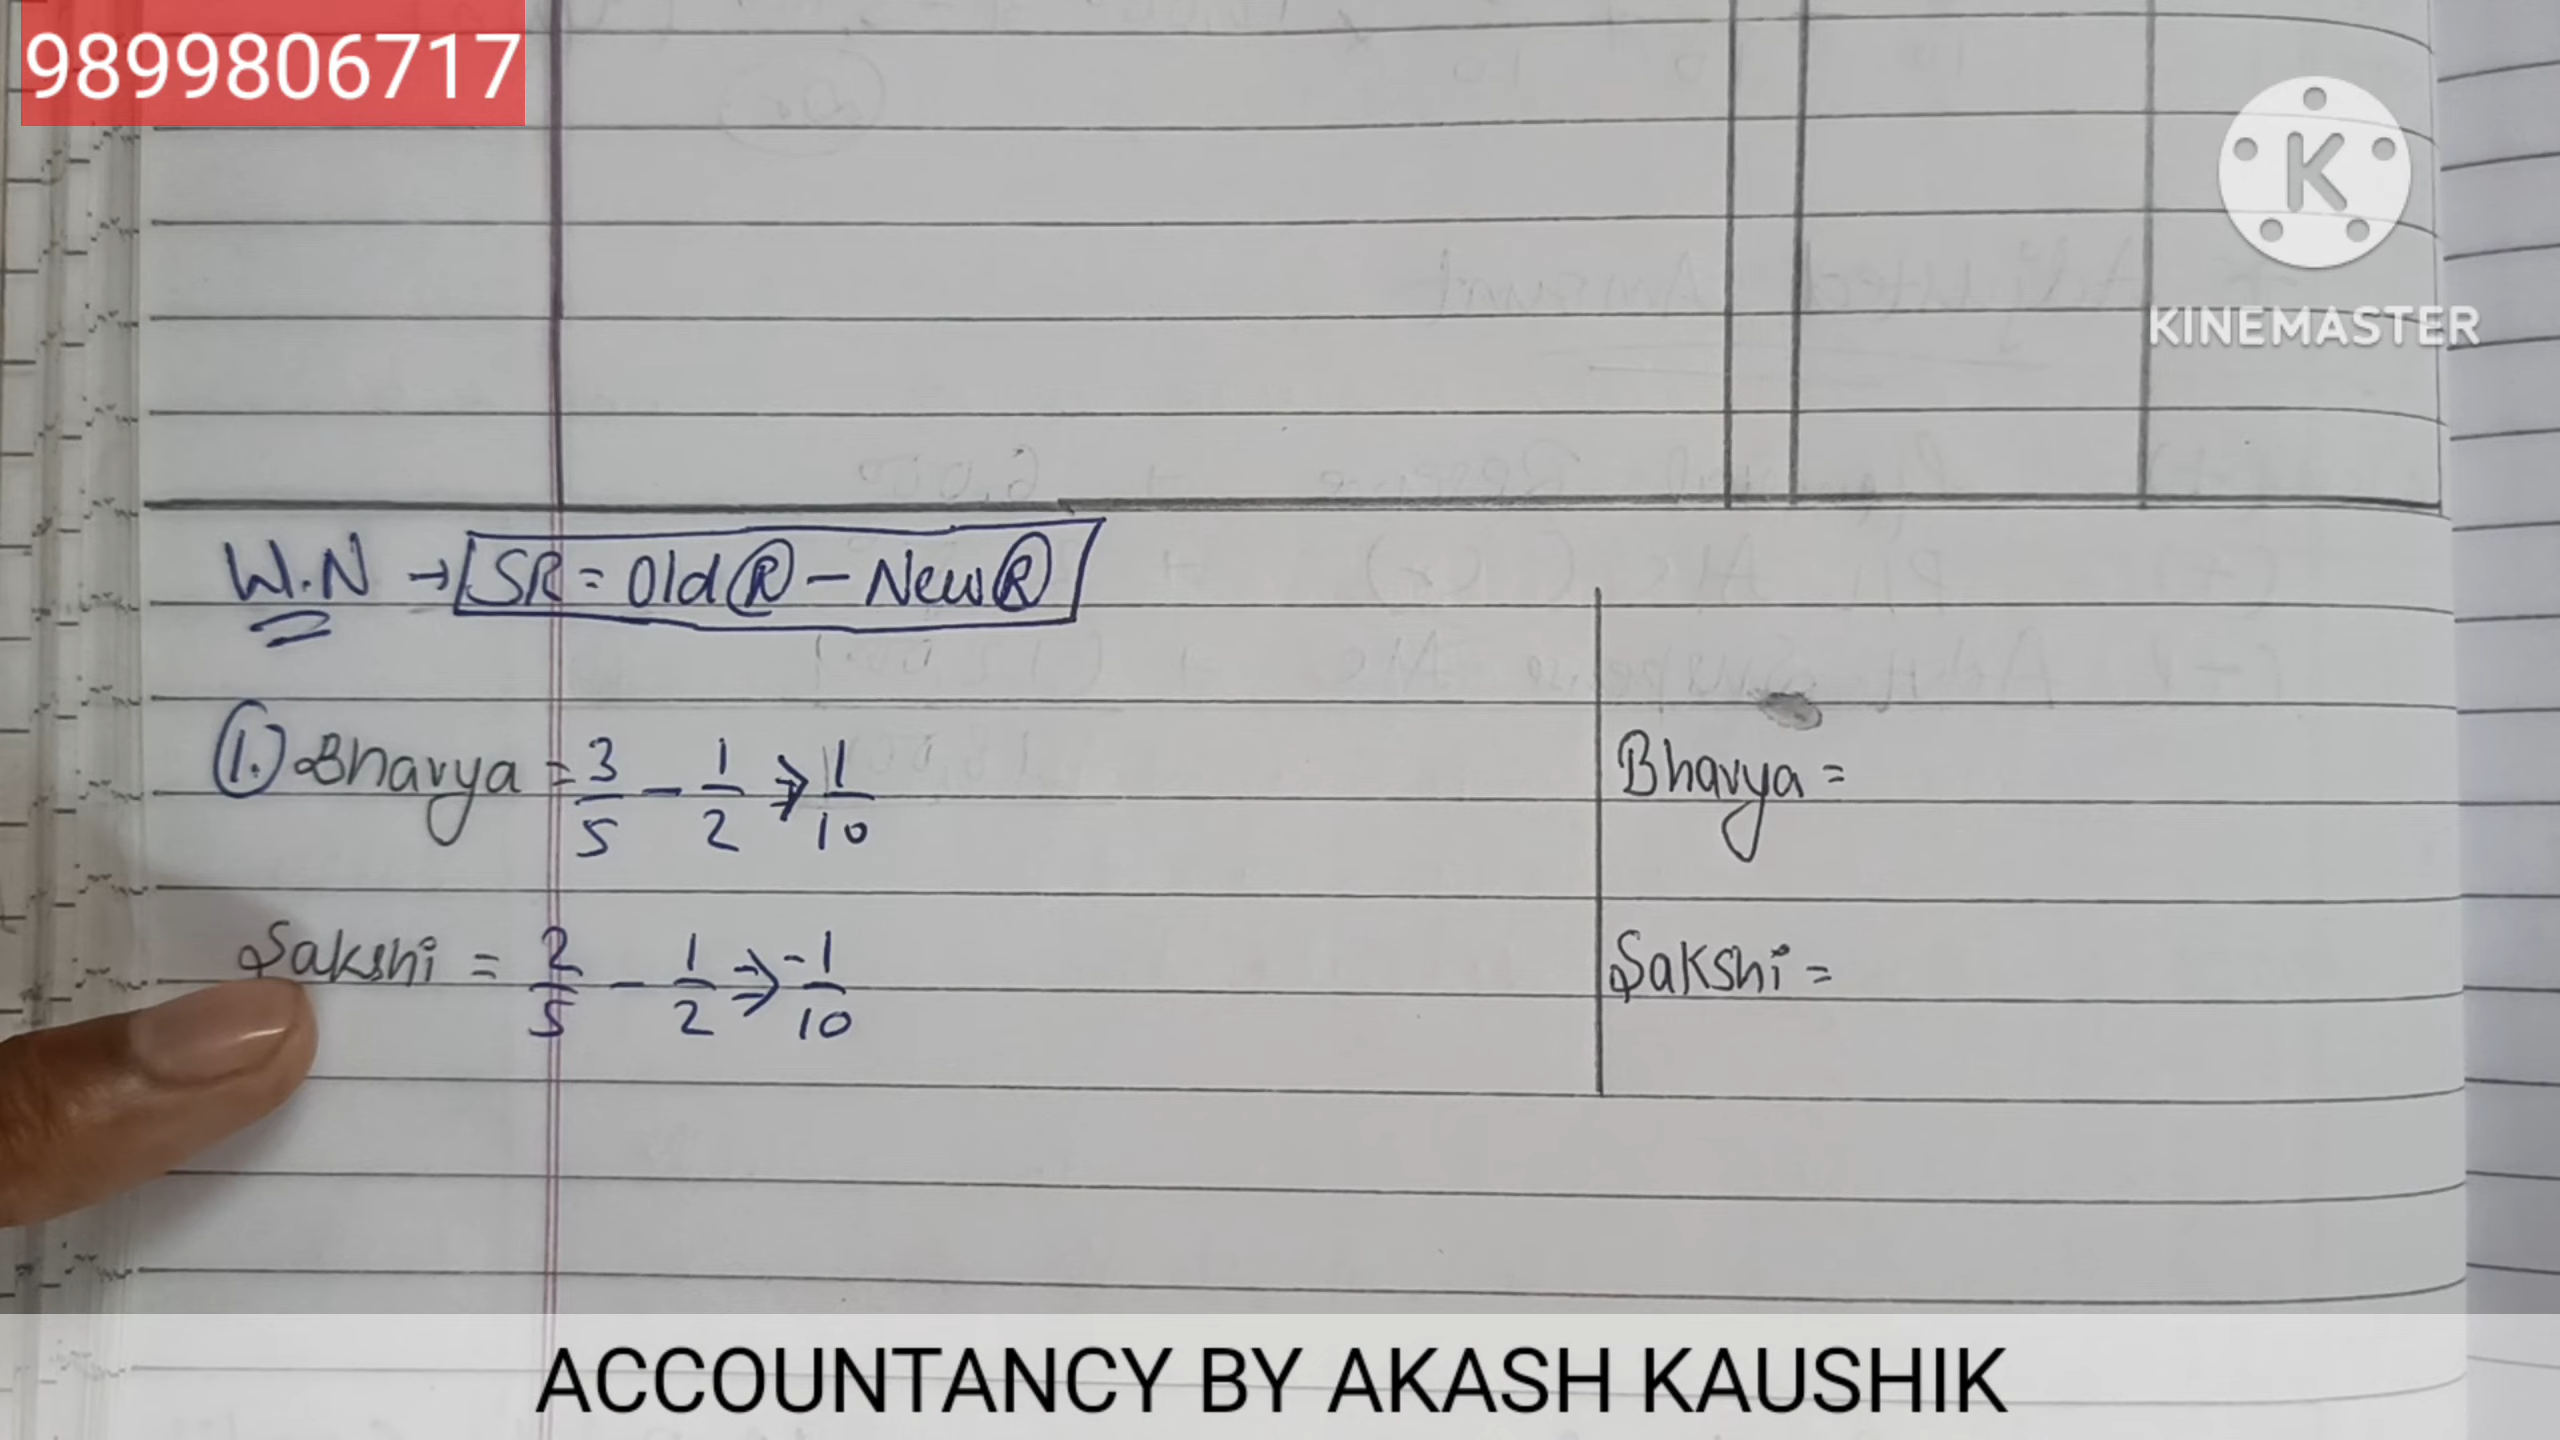 9899806717
KINEMASTER
W.N → SR = Old Ⓡ - New Ⓡ
①. Bhavya = 3/5 - 1/2 ⇒ 1/10
Bhavya =
Sakshi = 2/5 - 1/2 ⇒ -1/10
Sakshi =
ACCOUNTANCY BY AKASH KAUSHIK